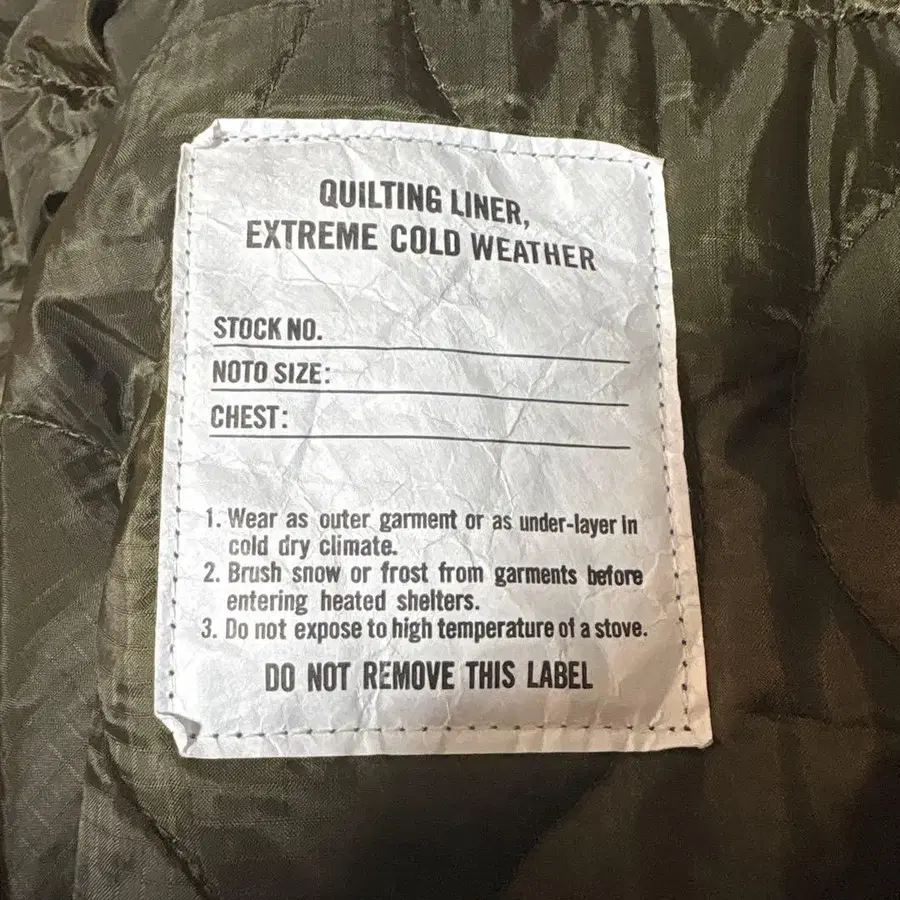 QUILTING LINER,
EXTREME COLD WEATHER
STOCK NO.
NOTO SIZE:
CHEST:
1. Wear as outer garment or as under-layer in
cold dry climate.
2. Brush snow or frost from garments before
entering heated shelters.
3. Do not expose to high temperature of a stove.
DO NOT REMOVE THIS LABEL